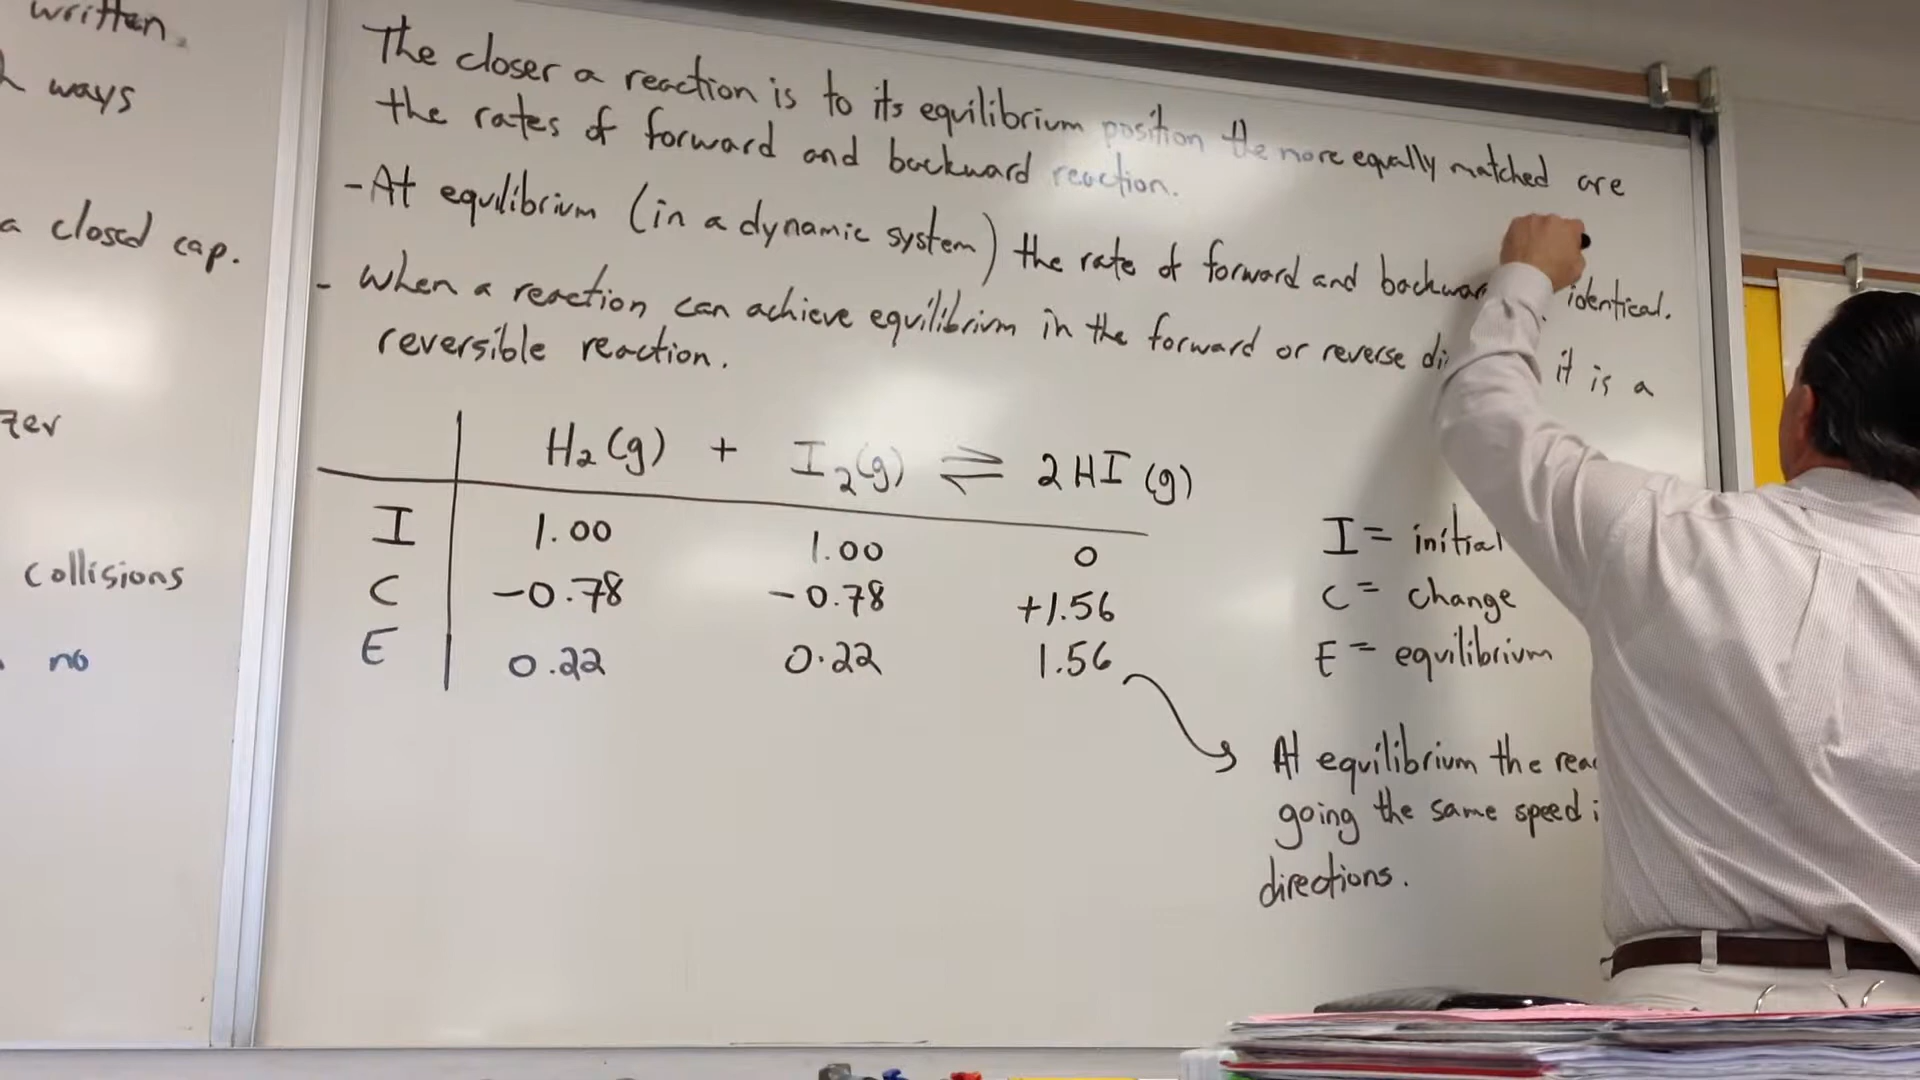 written.
ways
a closed cap.
collisions
no
The closer a reaction is to its equilibrium position the more equally matched are
the rates of forward and backward reaction.
- At equilibrium (in a dynamic system) the rate of forward and backwar identical.
- When a reaction can achieve equilibrium in the forward or reverse di it is a
reversible reaction.
H₂(g) + I₂(g) ⇌ 2HI(g)
I 1.00 1.00 0
C -0.78 -0.78 +1.56
E 0.22 0.22 1.56
I = initial
C = change
E = equilibrium
At equilibrium the reac
going the same speed i
directions.